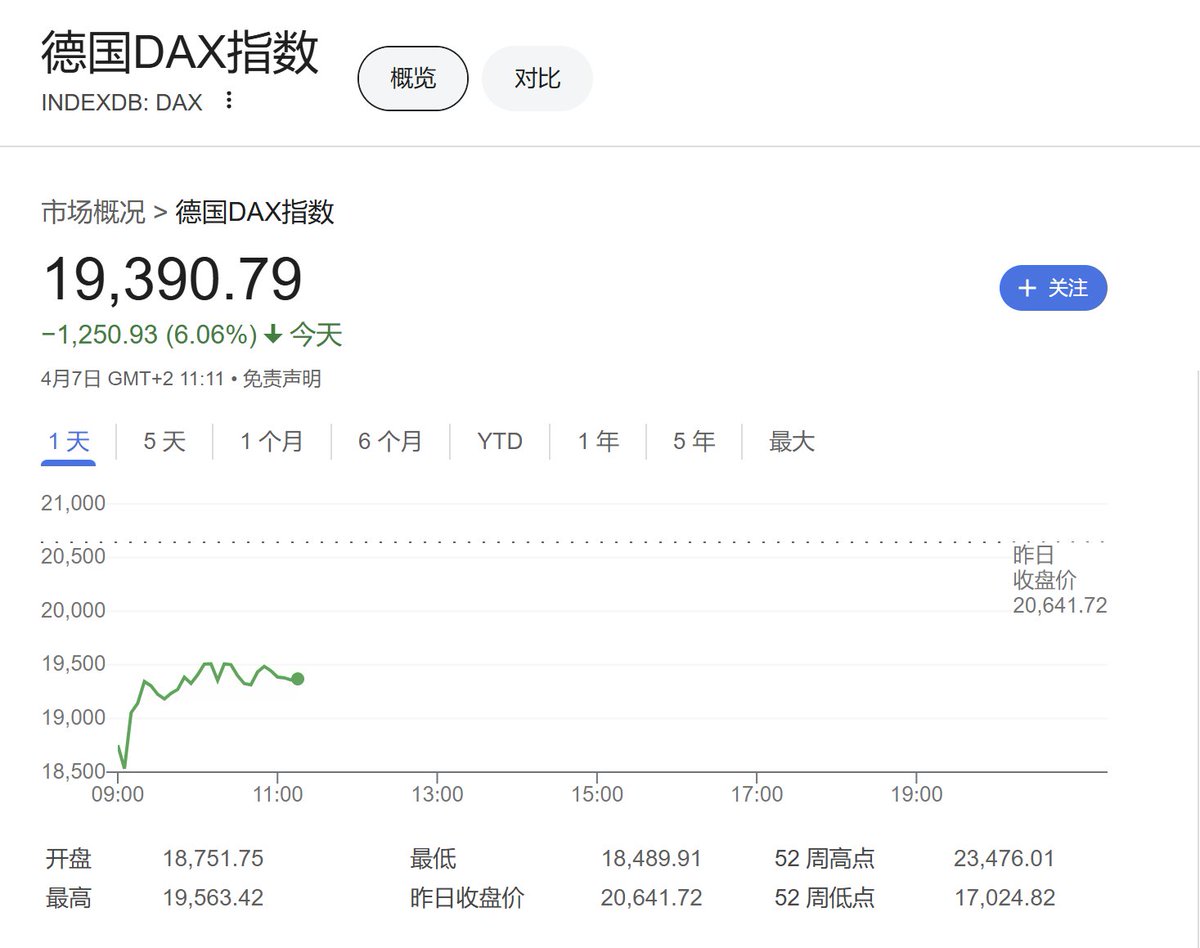 德国DAX指数
概览
对比
INDEXDB: DAX
市场概况 > 德国DAX指数
19,390.79
+ 关注
−1,250.93 (6.06%) ↓ 今天
4月7日 GMT+2 11:11 • 免责声明
1 天
5 天
1 个月
6 个月
YTD
1 年
5 年
最大
21,000
20,500
20,000
19,500
19,000
18,500
昨日
收盘价
20,641.72
09:00
11:00
13:00
15:00
17:00
19:00
开盘 18,751.75 最低 18,489.91 52 周高点 23,476.01
最高 19,563.42 昨日收盘价 20,641.72 52 周低点 17,024.82